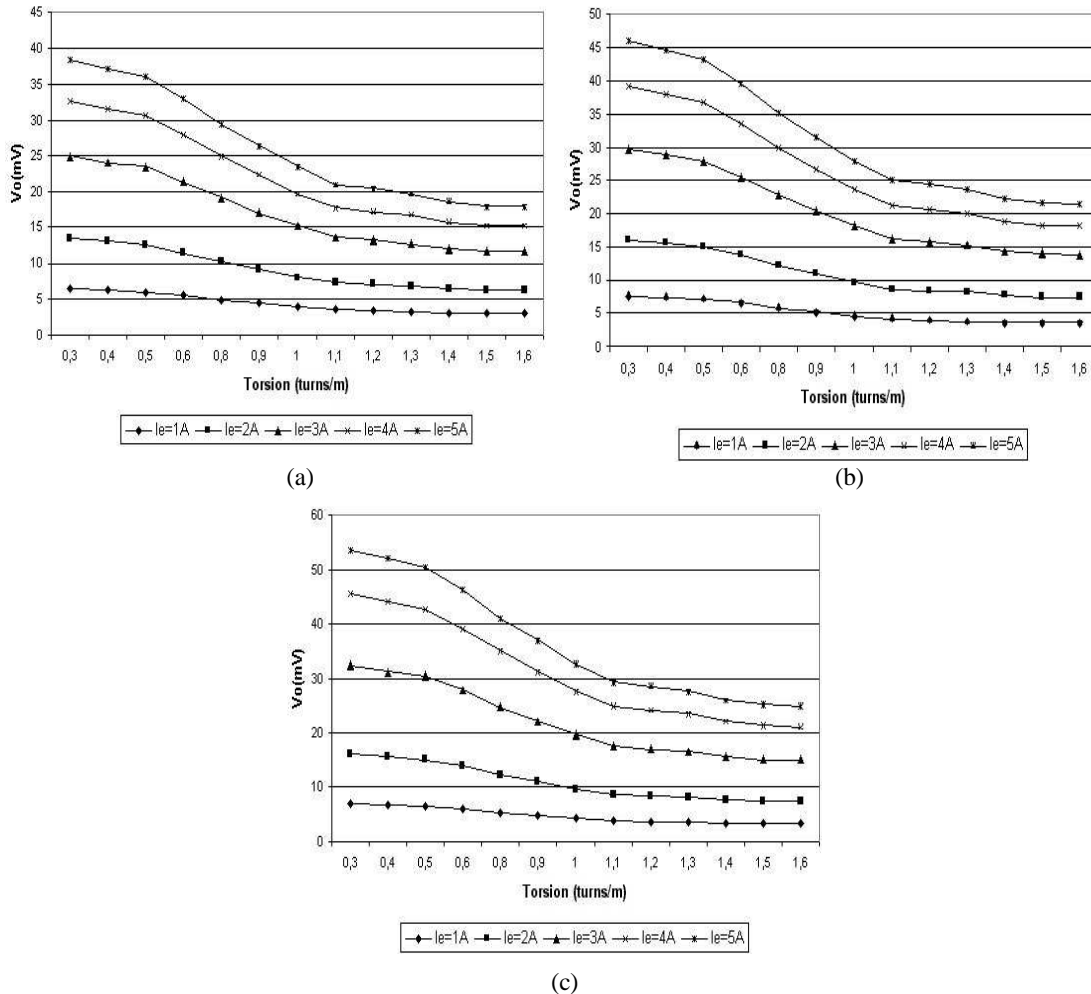 45
40
35
30
25
20
15
10
5
0
Vo(mV)
0,3 0,4 0,5 0,6 0,8 0,9 1 1,1 1,2 1,3 1,4 1,5 1,6
Torsion (turns/m)
Ie=1A Ie=2A Ie=3A Ie=4A Ie=5A
(a)
50
45
40
35
30
25
20
15
10
5
0
Vo(mV)
0,3 0,4 0,5 0,6 0,8 0,9 1 1,1 1,2 1,3 1,4 1,5 1,6
Torsion (turns/m)
Ie=1A Ie=2A Ie=3A Ie=4A Ie=5A
(b)
60
50
40
30
20
10
0
Vo(mV)
0,3 0,4 0,5 0,6 0,8 0,9 1 1,1 1,2 1,3 1,4 1,5 1,6
Torsion (turns/m)
Ie=1A Ie=2A Ie=3A Ie=4A Ie=5A
(c)